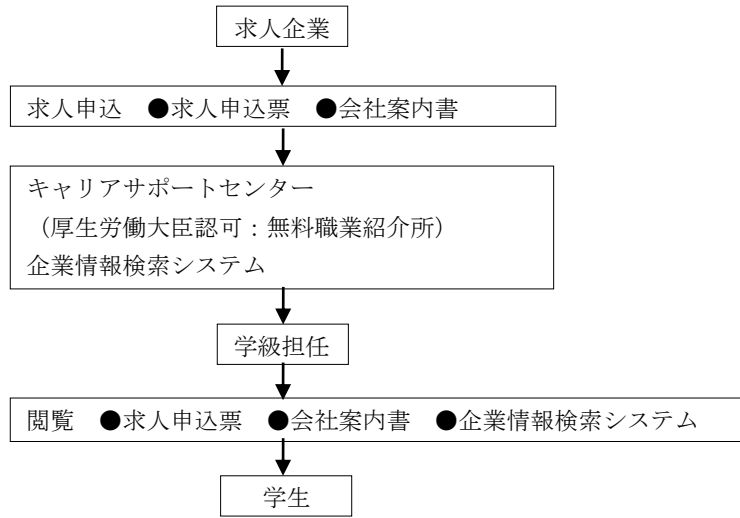 求人企業
求人申込　●求人申込票　●会社案内書
キャリアサポートセンター
（厚生労働大臣認可：無料職業紹介所）
企業情報検索システム
学級担任
閲覧　●求人申込票　●会社案内書　●企業情報検索システム
学生